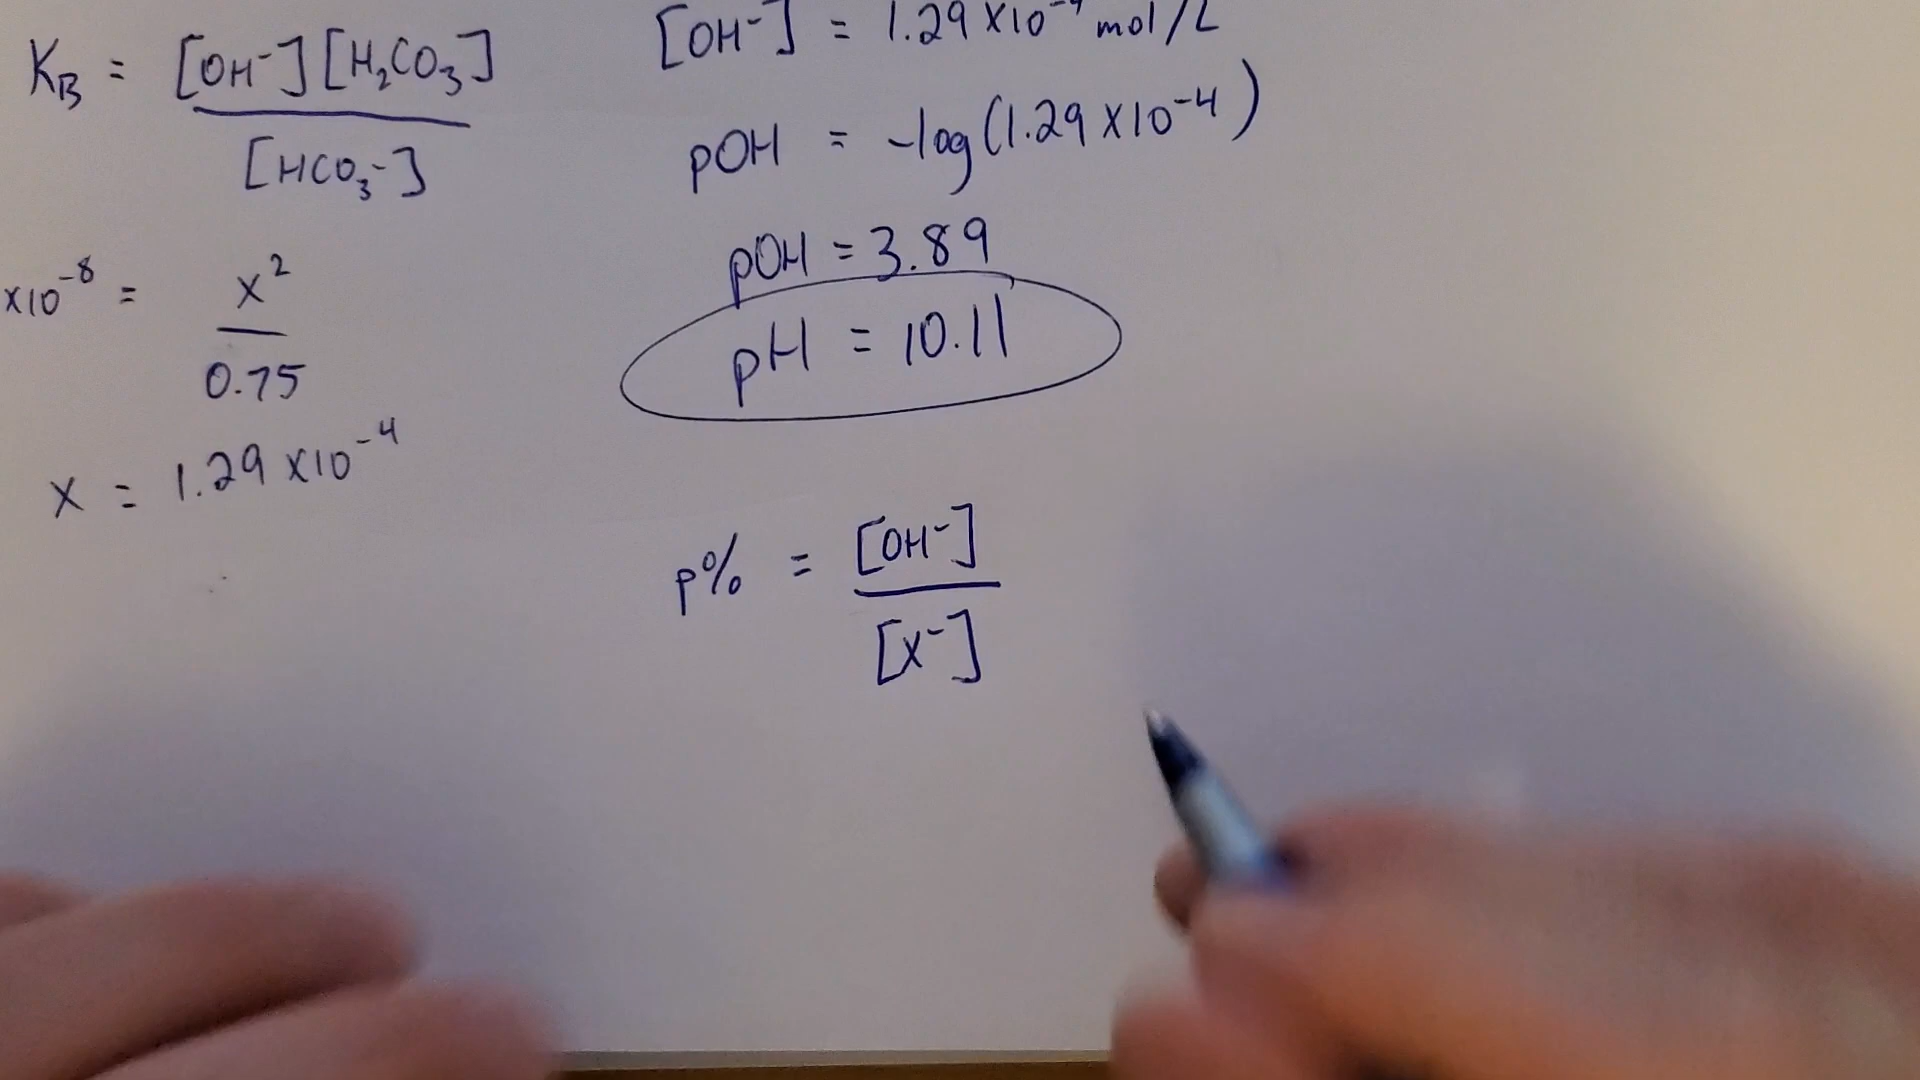 K_B = [OH⁻][H₂CO₃]
[HCO₃⁻]
x10⁻⁸ = x²
0.75
x = 1.29 x10⁻⁴
[OH⁻] = 1.29 x10⁻⁴ mol/L
pOH = -log(1.29 x10⁻⁴)
pOH = 3.89
pH = 10.11
p% = [OH⁻]
[x⁻]